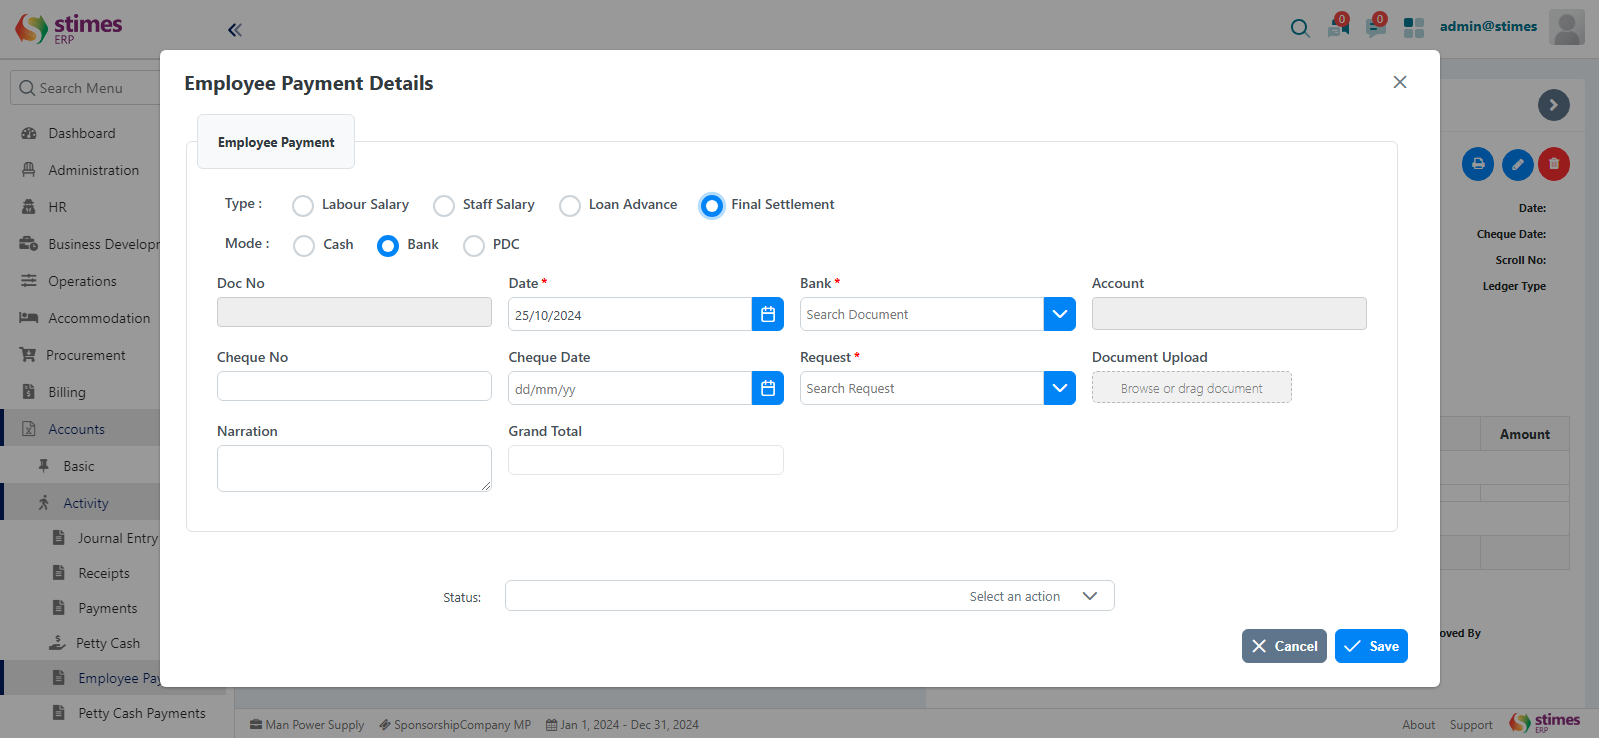 stimes
ERP
0
0
admin@stimes
Search Menu
Dashboard
Administration
HR
Business Develop
Operations
Accommodation
Procurement
Billing
Accounts
Basic
Activity
Journal Entry
Receipts
Payments
Petty Cash
Employee Pay
Petty Cash Payments
Employee Payment Details
Employee Payment
Type : Labour Salary Staff Salary Loan Advance Final Settlement
Mode : Cash Bank PDC
Doc No Date * Bank * Account
25/10/2024 Search Document
Cheque No Cheque Date Request * Document Upload
dd/mm/yy Search Request Browse or drag document
Narration Grand Total
Status: Select an action
Cancel Save
Date:
Cheque Date:
Scroll No:
Ledger Type
Amount
oved By
Man Power Supply SponsorshipCompany MP Jan 1, 2024 - Dec 31, 2024
About Support stimes
ERP